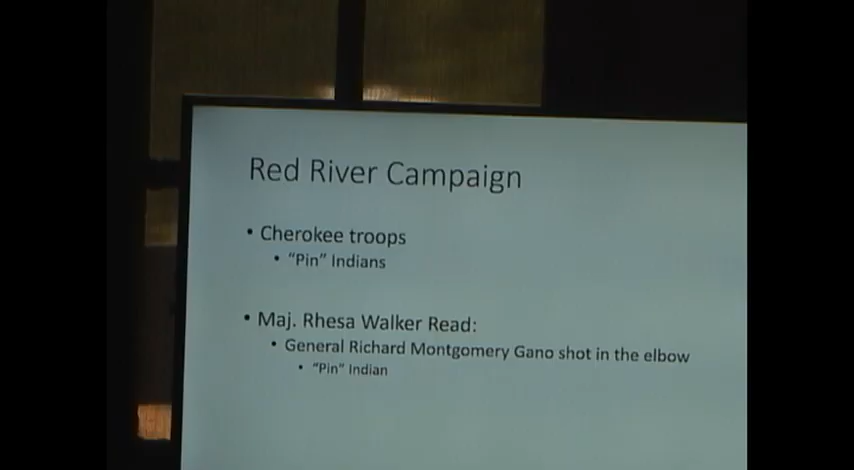 Red River Campaign
• Cherokee troops
• "Pin" Indians
• Maj. Rhesa Walker Read:
• General Richard Montgomery Gano shot in the elbow
• "Pin" Indian